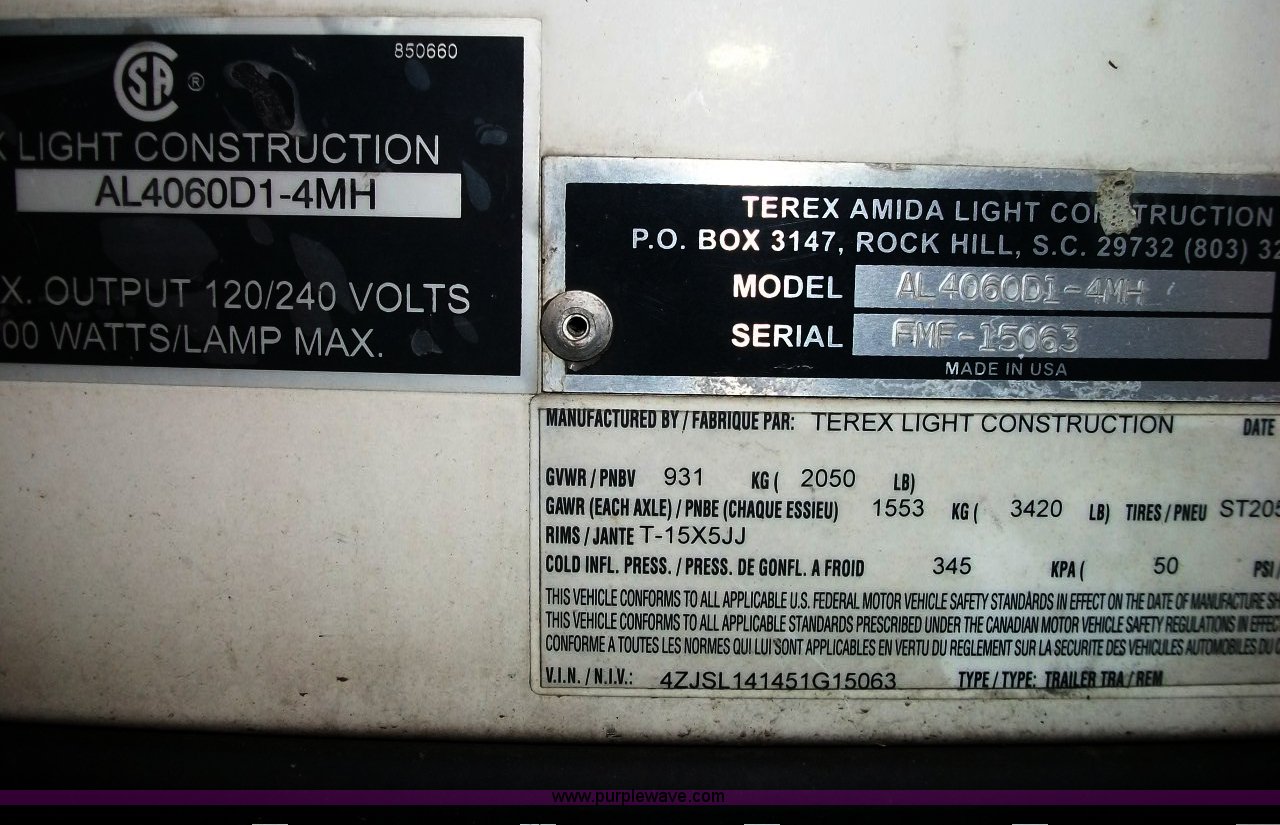 850660
CSA ®
LIGHT CONSTRUCTION
AL4060D1-4MH
X. OUTPUT 120/240 VOLTS
00 WATTS/LAMP MAX.
TEREX AMIDA LIGHT CONSTRUCTION
P.O. BOX 3147, ROCK HILL, S.C. 29732 (803) 32
MODEL AL4060D1-4MH
SERIAL FMF-15063
MADE IN USA
MANUFACTURED BY / FABRIQUE PAR: TEREX LIGHT CONSTRUCTION DATE
GVWR / PNBV 931 KG ( 2050 LB)
GAWR (EACH AXLE) / PNBE (CHAQUE ESSIEU) 1553 KG ( 3420 LB) TIRES / PNEU ST205
RIMS / JANTE T-15X5JJ
COLD INFL. PRESS. / PRESS. DE GONFL. A FROID 345 KPA ( 50 PSI /
THIS VEHICLE CONFORMS TO ALL APPLICABLE U.S. FEDERAL MOTOR VEHICLE SAFETY STANDARDS IN EFFECT ON THE DATE OF MANUFACTURE SH
THIS VEHICLE CONFORMS TO ALL APPLICABLE STANDARDS PRESCRIBED UNDER THE CANADIAN MOTOR VEHICLE SAFETY REGULATIONS IN EFFEC
CONFORME A TOUTES LES NORMES QUI LUI'SONT APPLICABLES EN VERTU DU REGLEMENT SUR LA SECURITE DES VEHICULES AUTOMOBILES DU
V.I.N. / N.I.V.: 4ZJSL141451G15063 TYPE / TYPE: TRAILER TRA / REM
www.purplewave.com